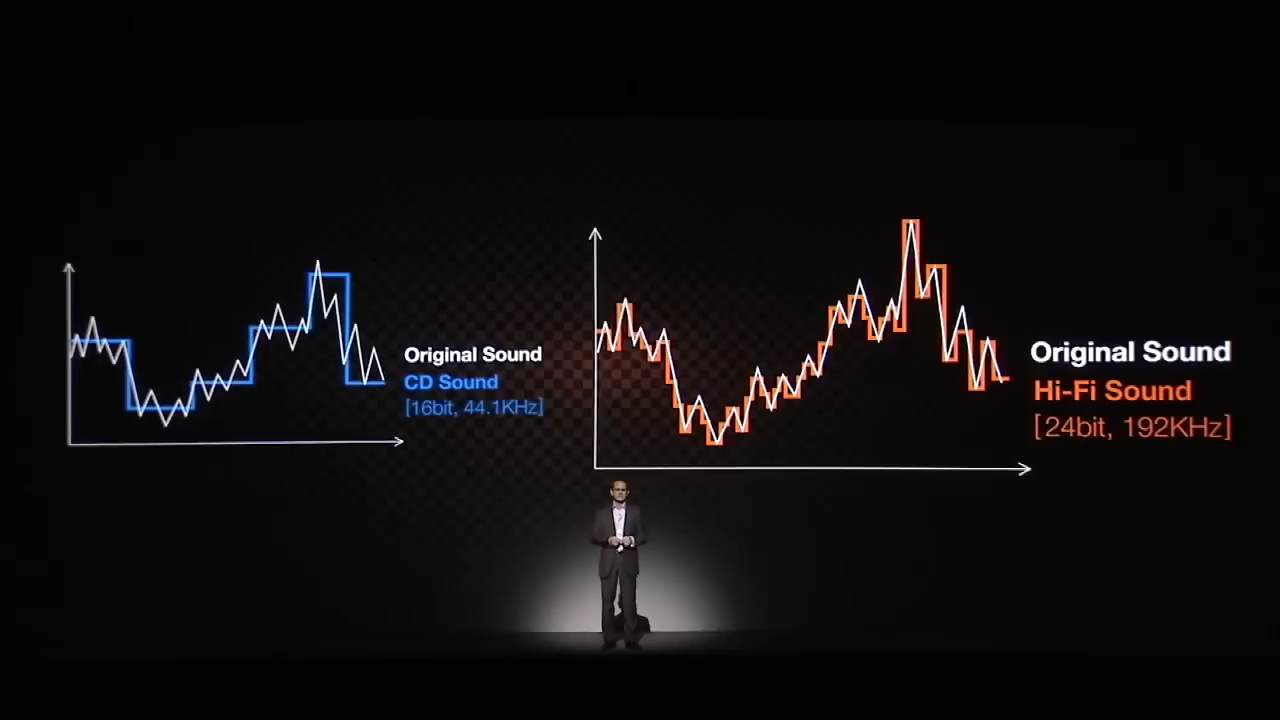 Original Sound
CD Sound
[16bit, 44.1KHz]
Original Sound
Hi-Fi Sound
[24bit, 192KHz]